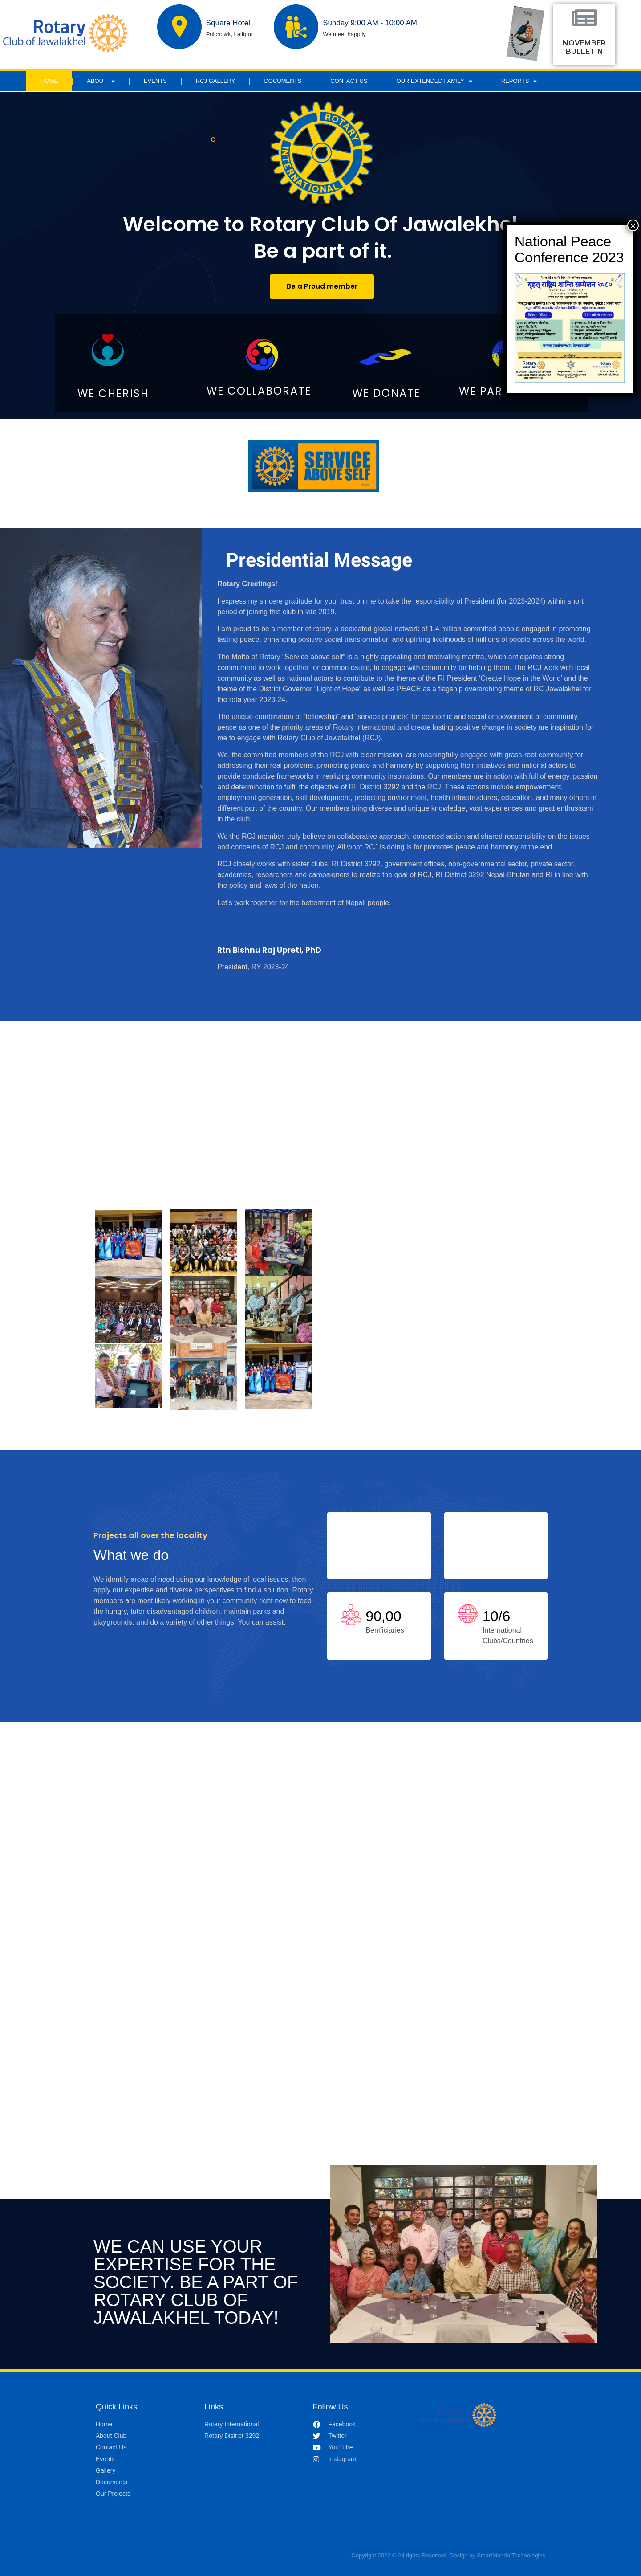 Rotary
Club of Jawalakhel
Square Hotel
Pulchowk, Lalitpur
Sunday 9:00 AM - 10:00 AM
We meet happily
NOVEMBER
BULLETIN
HOME
ABOUT
EVENTS
RCJ GALLERY
DOCUMENTS
CONTACT US
OUR EXTENDED FAMILY
REPORTS
ROTARY
INTERNATIONAL
Welcome to Rotary Club Of Jawalekhel
Be a part of it.
Be a Proud member
WE CHERISH
WE COLLABORATE
WE DONATE
WE PAR
×
National Peace
Conference 2023
बृहत् राष्ट्रिय शान्ति सम्मेलन २०८०
SERVICE
ABOVE SELF
Presidential Message
Rotary Greetings!
I express my sincere gratitude for your trust on me to take the responsibility of President (for 2023-2024) within short
period of joining this club in late 2019.
I am proud to be a member of rotary, a dedicated global network of 1.4 million committed people engaged in promoting
lasting peace, enhancing positive social transformation and uplifting livelihoods of millions of people across the world.
The Motto of Rotary “Service above self” is a highly appealing and motivating mantra, which anticipates strong
commitment to work together for common cause, to engage with community for helping them. The RCJ work with local
community as well as national actors to contribute to the theme of the RI President ‘Create Hope in the World’ and the
theme of the District Governor “Light of Hope” as well as PEACE as a flagship overarching theme of RC Jawalakhel for
the rota year 2023-24.
The unique combination of “fellowship” and “service projects” for economic and social empowerment of community,
peace as one of the priority areas of Rotary International and create lasting positive change in society are inspiration for
me to engage with Rotary Club of Jawalakhel (RCJ).
We, the committed members of the RCJ with clear mission, are meaningfully engaged with grass-root community for
addressing their real problems, promoting peace and harmony by supporting their initiatives and national actors to
provide conducive frameworks in realizing community inspirations. Our members are in action with full of energy, passion
and determination to fulfil the objective of RI, District 3292 and the RCJ. These actions include empowerment,
employment generation, skill development, protecting environment, health infrastructures, education, and many others in
different part of the country. Our members bring diverse and unique knowledge, vast experiences and great enthusiasm
in the club.
We the RCJ member, truly believe on collaborative approach, concerted action and shared responsibility on the issues
and concerns of RCJ and community. All what RCJ is doing is for promotes peace and harmony at the end.
RCJ closely works with sister clubs, RI District 3292, government offices, non-governmental sector, private sector,
academics, researchers and campaigners to realize the goal of RCJ, RI District 3292 Nepal-Bhutan and RI in line with
the policy and laws of the nation.
Let’s work together for the betterment of Nepali people.
Rtn Bishnu Raj Upreti, PhD
President, RY 2023-24
Projects all over the locality
What we do
We identify areas of need using our knowledge of local issues, then
apply our expertise and diverse perspectives to find a solution. Rotary
members are most likely working in your community right now to feed
the hungry, tutor disadvantaged children, maintain parks and
playgrounds, and do a variety of other things. You can assist.
90,00
Benificiaries
10/6
International
Clubs/Countries
WE CAN USE YOUR
EXPERTISE FOR THE
SOCIETY. BE A PART OF
ROTARY CLUB OF
JAWALAKHEL TODAY!
Quick Links
Home
About Club
Contact Us
Events
Gallery
Documents
Our Projects
Links
Rotary International
Rotary District 3292
Follow Us
Facebook
Twitter
YouTube
Instagram
Copyright 2022 © All rights Reserved. Design by SmartMandu Technologies